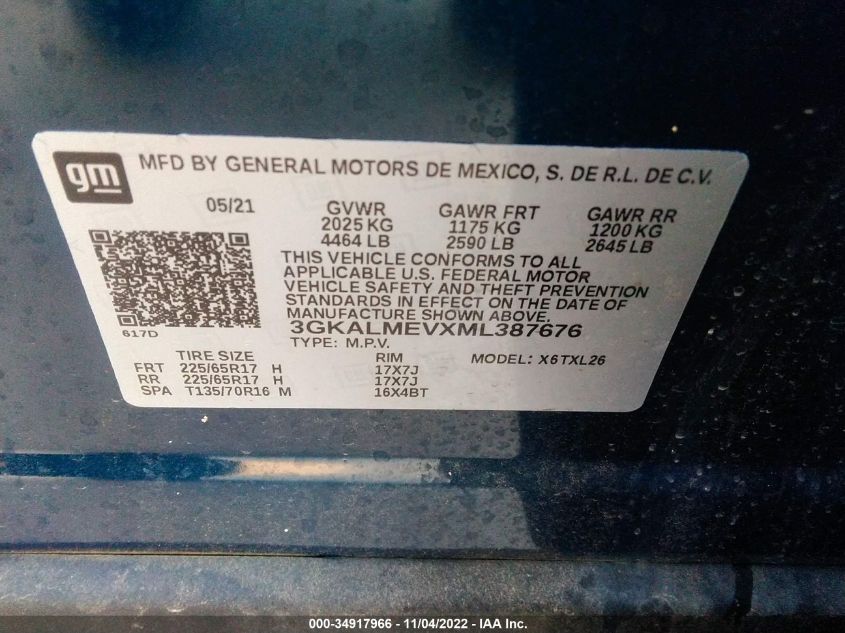 gm
MFD BY GENERAL MOTORS DE MEXICO, S. DE R.L. DE C.V.
05/21 GVWR GAWR FRT GAWR RR
2025 KG 1175 KG 1200 KG
4464 LB 2590 LB 2645 LB
THIS VEHICLE CONFORMS TO ALL
APPLICABLE U.S. FEDERAL MOTOR
VEHICLE SAFETY AND THEFT PREVENTION
STANDARDS IN EFFECT ON THE DATE OF
MANUFACTURE SHOWN ABOVE.
617D 3GKALMEVXML387676
TYPE: M.P.V. MODEL: X6TXL26
TIRE SIZE RIM
FRT 225/65R17 H 17X7J
RR 225/65R17 H 17X7J
SPA T135/70R16 M 16X4BT
000-34917966 - 11/04/2022 - IAA Inc.